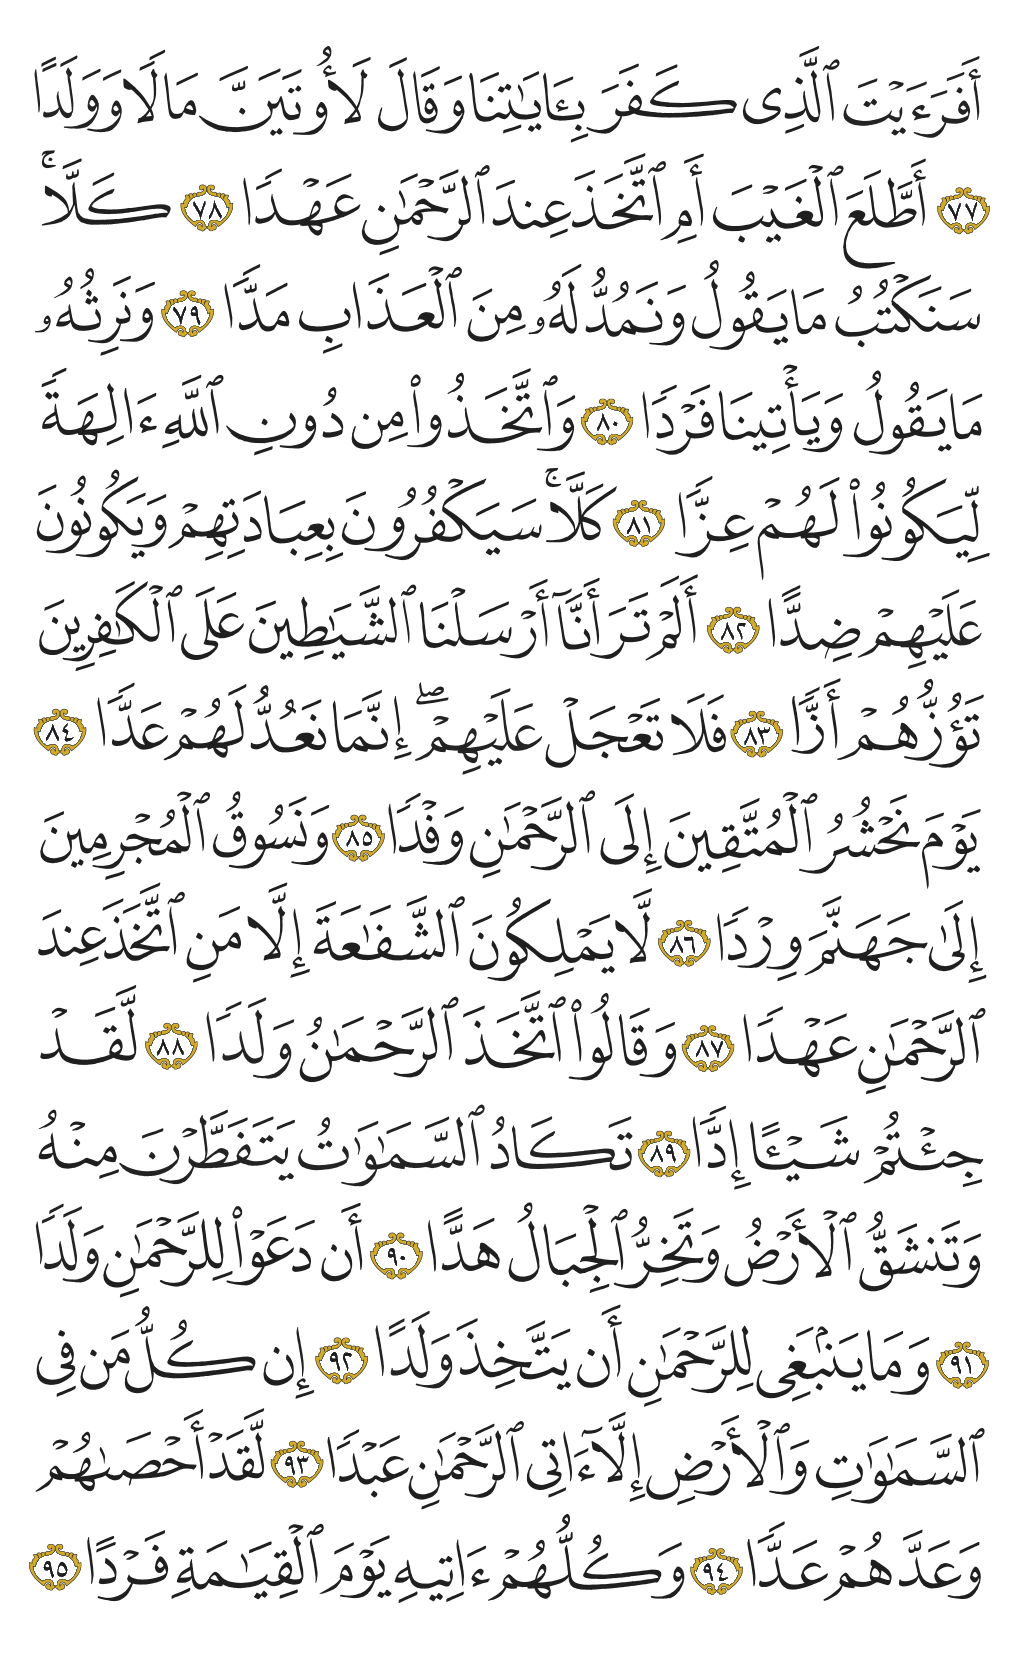 أَفَرَءَيْتَ ٱلَّذِى كَفَرَ بِـَٔايَـٰتِنَا وَقَالَ لَأُوتَيَنَّ مَالًا وَوَلَدًا
٧٧ أَطَّلَعَ ٱلْغَيْبَ أَمِ ٱتَّخَذَ عِندَ ٱلرَّحْمَـٰنِ عَهْدًا ٧٨ كَلَّا ۚ
سَنَكْتُبُ مَا يَقُولُ وَنَمُدُّ لَهُۥ مِنَ ٱلْعَذَابِ مَدًّا ٧٩ وَنَرِثُهُۥ
مَا يَقُولُ وَيَأْتِينَا فَرْدًا ٨٠ وَٱتَّخَذُوا۟ مِن دُونِ ٱللَّهِ ءَالِهَةً
لِّيَكُونُوا۟ لَهُمْ عِزًّا ٨١ كَلَّا ۚ سَيَكْفُرُونَ بِعِبَادَتِهِمْ وَيَكُونُونَ
عَلَيْهِمْ ضِدًّا ٨٢ أَلَمْ تَرَ أَنَّآ أَرْسَلْنَا ٱلشَّيَـٰطِينَ عَلَى ٱلْكَـٰفِرِينَ
تَؤُزُّهُمْ أَزًّا ٨٣ فَلَا تَعْجَلْ عَلَيْهِمْ ۖ إِنَّمَا نَعُدُّ لَهُمْ عَدًّا ٨٤
يَوْمَ نَحْشُرُ ٱلْمُتَّقِينَ إِلَى ٱلرَّحْمَـٰنِ وَفْدًا ٨٥ وَنَسُوقُ ٱلْمُجْرِمِينَ
إِلَىٰ جَهَنَّمَ وِرْدًا ٨٦ لَّا يَمْلِكُونَ ٱلشَّفَـٰعَةَ إِلَّا مَنِ ٱتَّخَذَ عِندَ
ٱلرَّحْمَـٰنِ عَهْدًا ٨٧ وَقَالُوا۟ ٱتَّخَذَ ٱلرَّحْمَـٰنُ وَلَدًا ٨٨ لَّقَدْ
جِئْتُمْ شَيْـًٔا إِدًّا ٨٩ تَكَادُ ٱلسَّمَـٰوَٰتُ يَتَفَطَّرْنَ مِنْهُ
وَتَنشَقُّ ٱلْأَرْضُ وَتَخِرُّ ٱلْجِبَالُ هَدًّا ٩٠ أَن دَعَوْا۟ لِلرَّحْمَـٰنِ وَلَدًا
٩١ وَمَا يَنۢبَغِى لِلرَّحْمَـٰنِ أَن يَتَّخِذَ وَلَدًا ٩٢ إِن كُلُّ مَن فِى
ٱلسَّمَـٰوَٰتِ وَٱلْأَرْضِ إِلَّآ ءَاتِى ٱلرَّحْمَـٰنِ عَبْدًا ٩٣ لَّقَدْ أَحْصَىٰهُمْ
وَعَدَّهُمْ عَدًّا ٩٤ وَكُلُّهُمْ ءَاتِيهِ يَوْمَ ٱلْقِيَـٰمَةِ فَرْدًا ٩٥